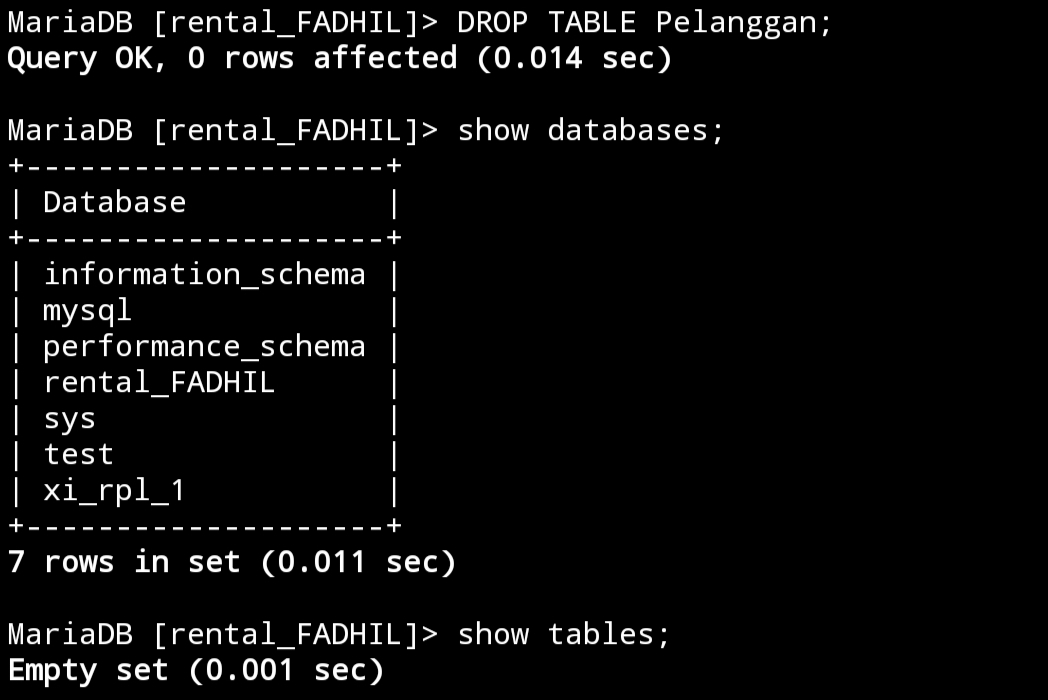 MariaDB [rental_FADHIL]> DROP TABLE Pelanggan;
Query OK, 0 rows affected (0.014 sec)
MariaDB [rental_FADHIL]> show databases;
+--------------------+
| Database           |
+--------------------+
| information_schema |
| mysql              |
| performance_schema |
| rental_FADHIL      |
| sys                |
| test               |
| xi_rpl_1           |
+--------------------+
7 rows in set (0.011 sec)
MariaDB [rental_FADHIL]> show tables;
Empty set (0.001 sec)